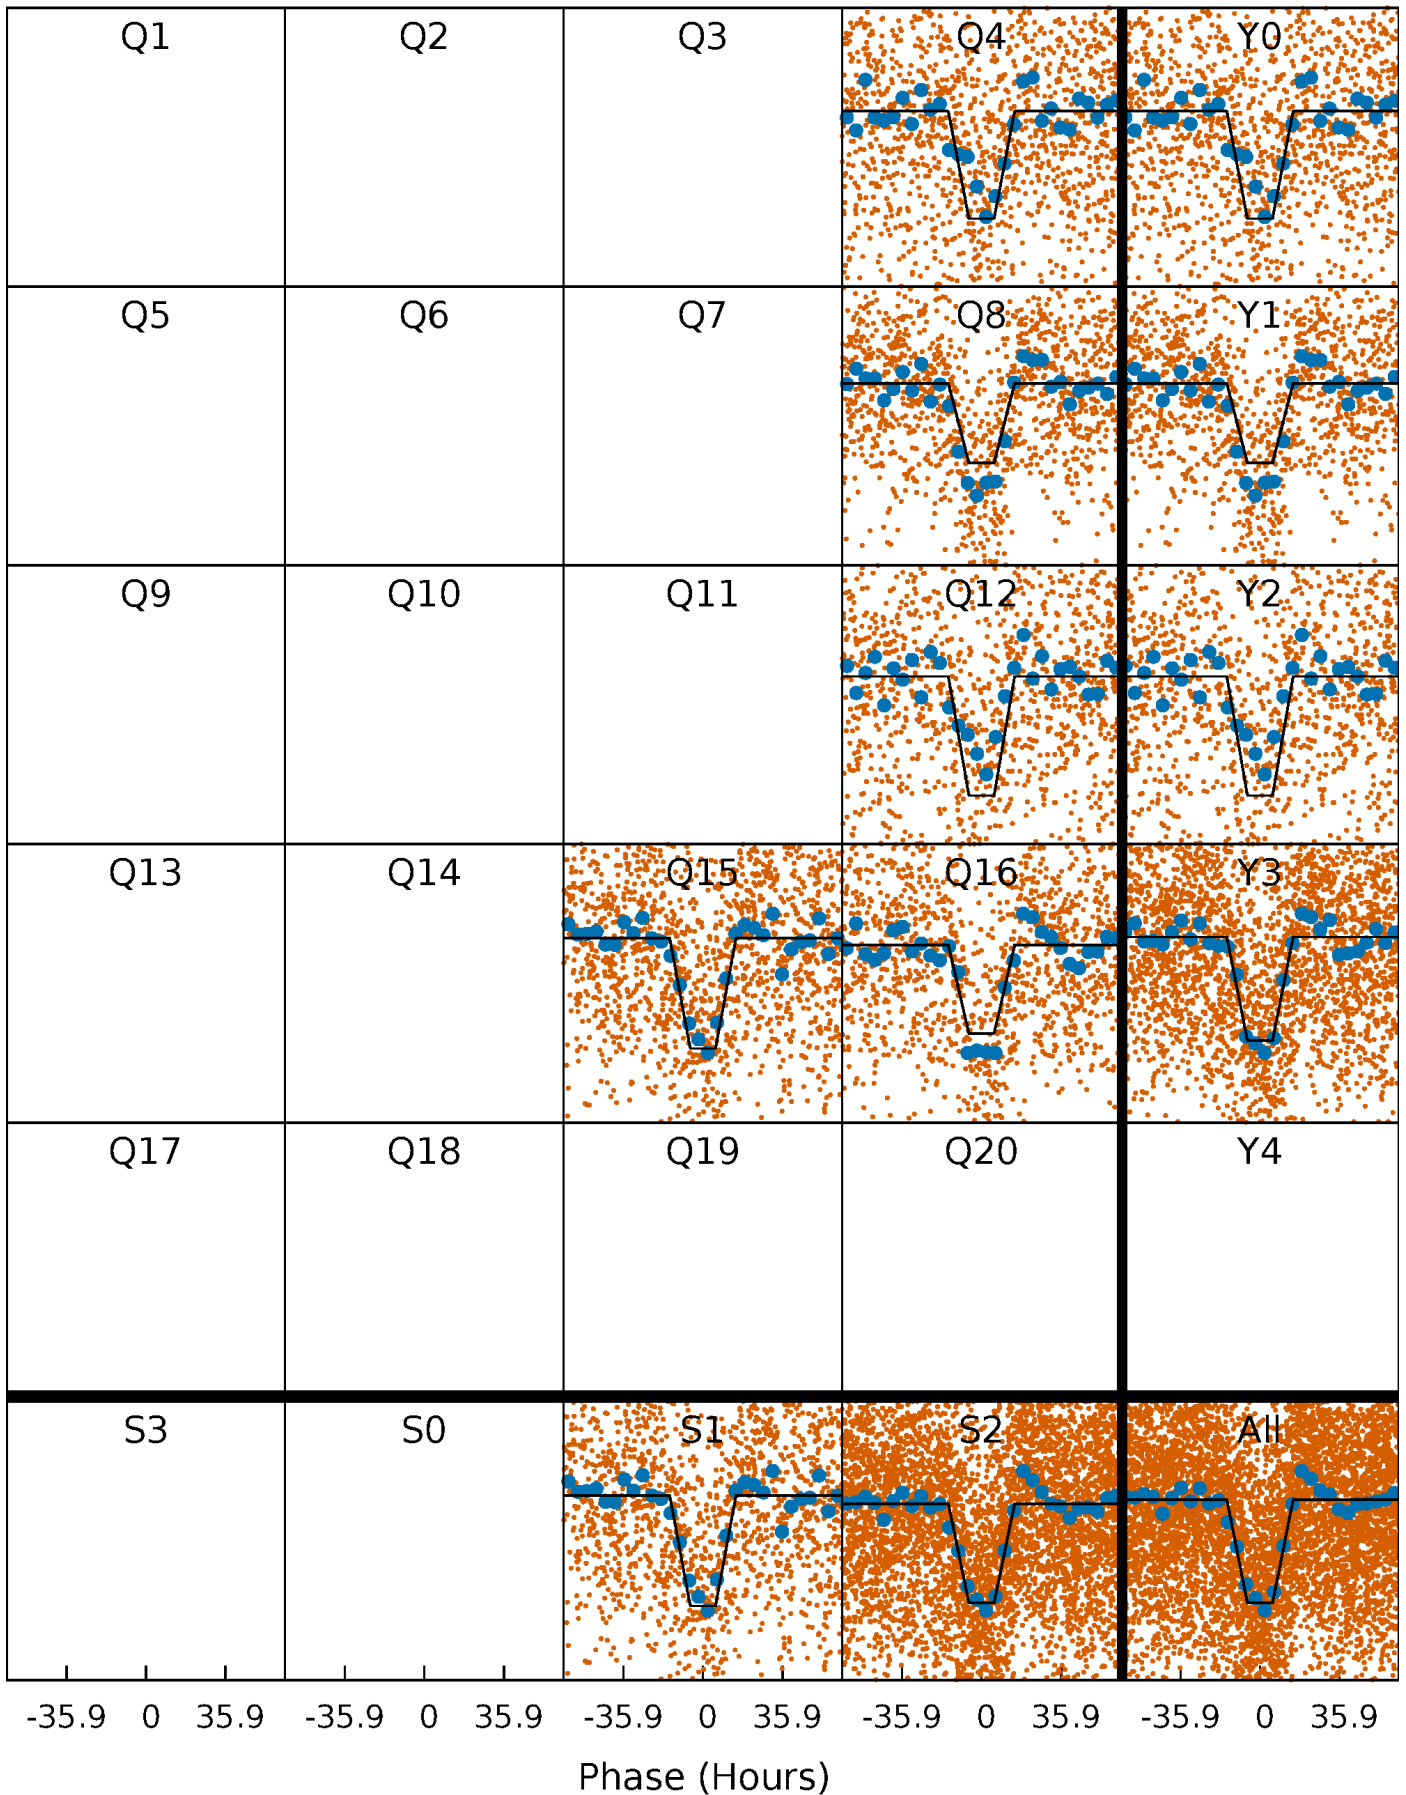 Q1 Q2 Q3 Q4 Y0
Q5 Q6 Q7 Q8 Y1
Q9 Q10 Q11 Q12 Y2
Q13 Q14 Q15 Q16 Y3
Q17 Q18 Q19 Q20 Y4
S3 S0 S1 S2 All
-35.9 0 35.9 -35.9 0 35.9 -35.9 0 35.9 -35.9 0 35.9 -35.9 0 35.9
Phase (Hours)